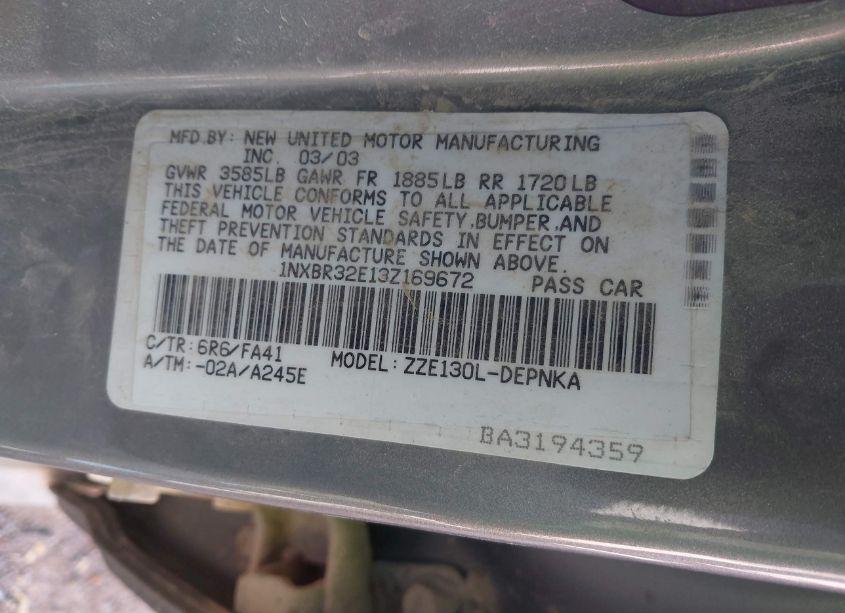 MFD.BY: NEW UNITED MOTOR MANUFACTURING
INC. 03/03
GVWR 3585LB GAWR FR 1885LB RR 1720LB
THIS VEHICLE CONFORMS TO ALL APPLICABLE
FEDERAL MOTOR VEHICLE SAFETY,BUMPER,AND
THEFT PREVENTION STANDARDS IN EFFECT ON
THE DATE OF MANUFACTURE SHOWN ABOVE.
1NXBR32E13Z169672 PASS CAR
C/TR:6R6/FA41 MODEL:ZZE130L-DEPNKA
A/TM:-02A/A245E
BA3194359